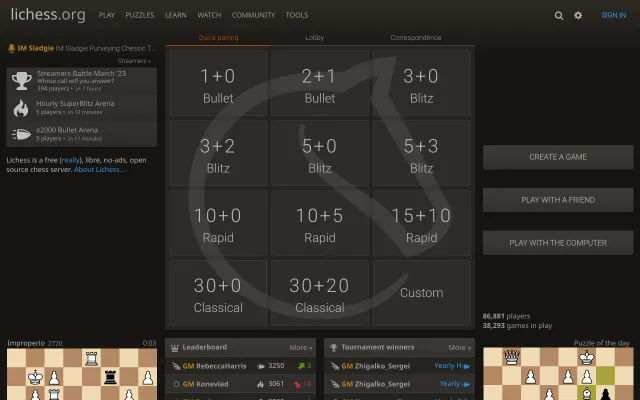 lichess.org PLAY PUZZLES LEARN WATCH COMMUNITY TOOLS SIGN IN
IM Sladgie IM Sladgie Purveying Chessic T...
Streamers »
Streamers Battle March '23
Whose call will you answer?
394 players • in 7 hours
Hourly SuperBlitz Arena
5 players • in 10 minutes
≤2000 Bullet Arena
5 players • in 11 minutes
Lichess is a free (really), libre, no-ads, open
source chess server. About Lichess...
Quick pairing Lobby Correspondence
1+0 2+1 3+0
Bullet Bullet Blitz
3+2 5+0 5+3
Blitz Blitz Blitz
10+0 10+5 15+10
Rapid Rapid Rapid
30+0 30+20 Custom
Classical Classical
CREATE A GAME
PLAY WITH A FRIEND
PLAY WITH THE COMPUTER
86,881 players
38,293 games in play
Improperio 2720 0:03
Leaderboard More »
GM RebeccaHarris 3250 3
GM Konevlad 3061 14
Tournament winners More »
GM Zhigalko_Sergei Yearly H
GM Zhigalko_Sergei Yearly
Puzzle of the day